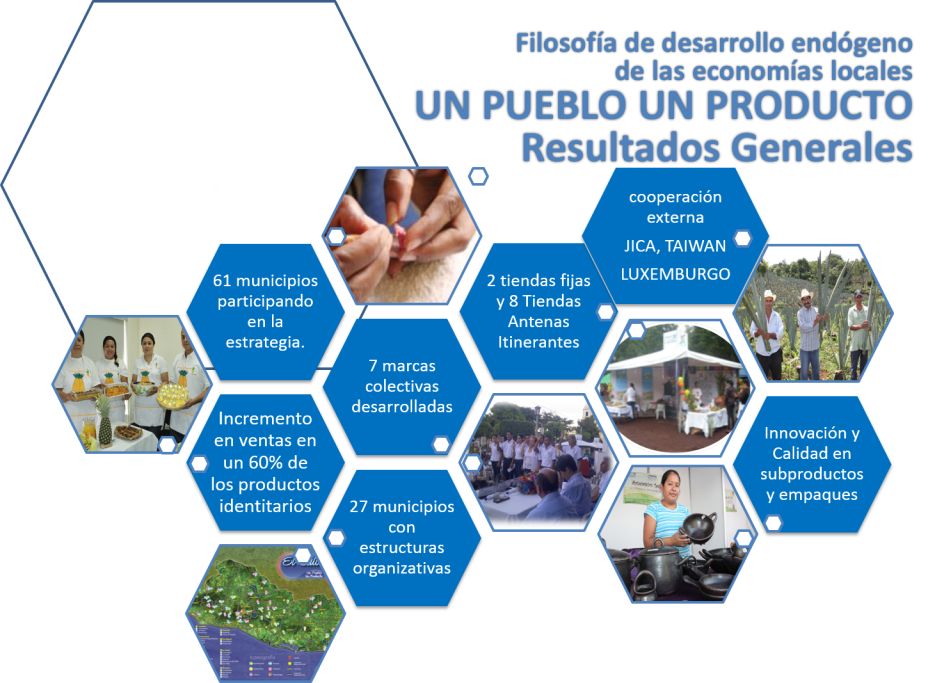 Filosofía de desarrollo endógeno
de las economías locales
UN PUEBLO UN PRODUCTO
Resultados Generales
cooperación
externa
JICA, TAIWAN
LUXEMBURGO
61 municipios
participando
en la
estrategia.
2 tiendas fijas
y 8 Tiendas
Antenas
Itinerantes
7 marcas
colectivas
desarrolladas
Incremento
en ventas en
un 60% de
los productos
identitarios
Innovación y
Calidad en
subproductos
y empaques
27 municipios
con
estructuras
organizativas